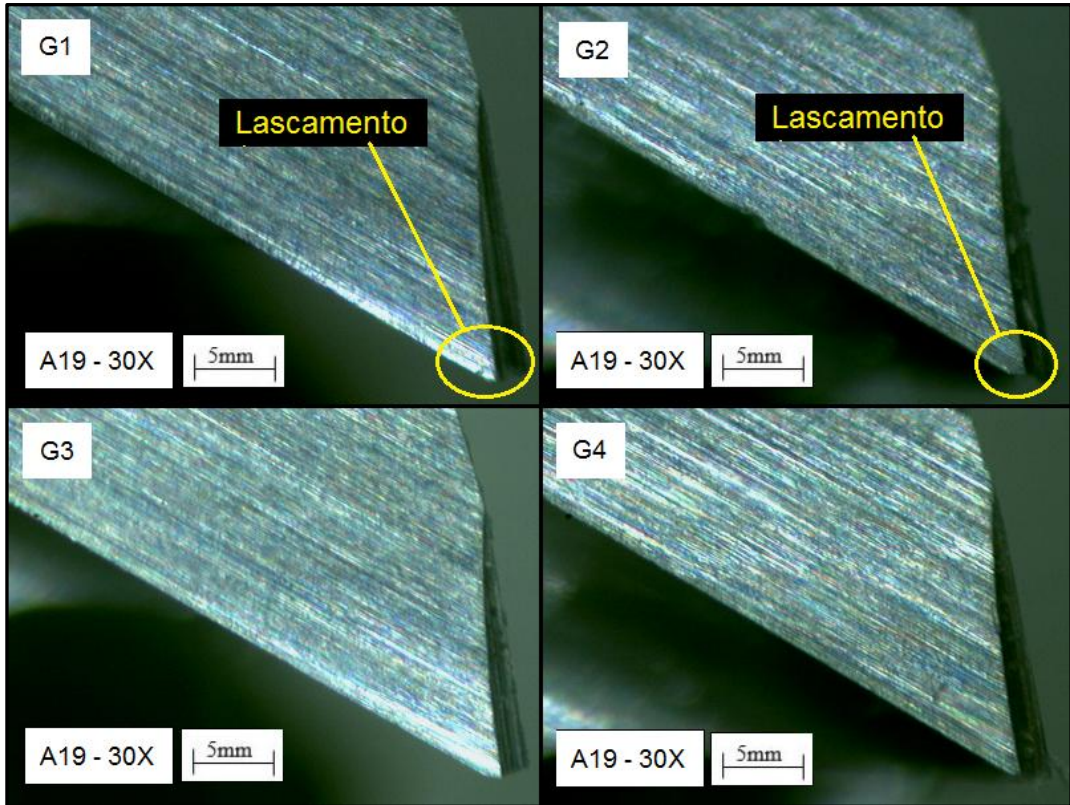 G1
Lascamento
A19 - 30X
5mm
G2
Lascamento
A19 - 30X
5mm
G3
A19 - 30X
5mm
G4
A19 - 30X
5mm